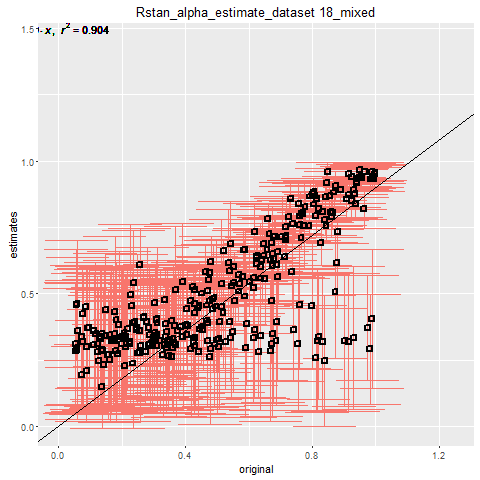 Rstan_alpha_estimate_dataset 18_mixed
1.5
x, r² = 0.904
1.0
estimates
0.5
0.0
0.0 0.4 0.8 1.2
original